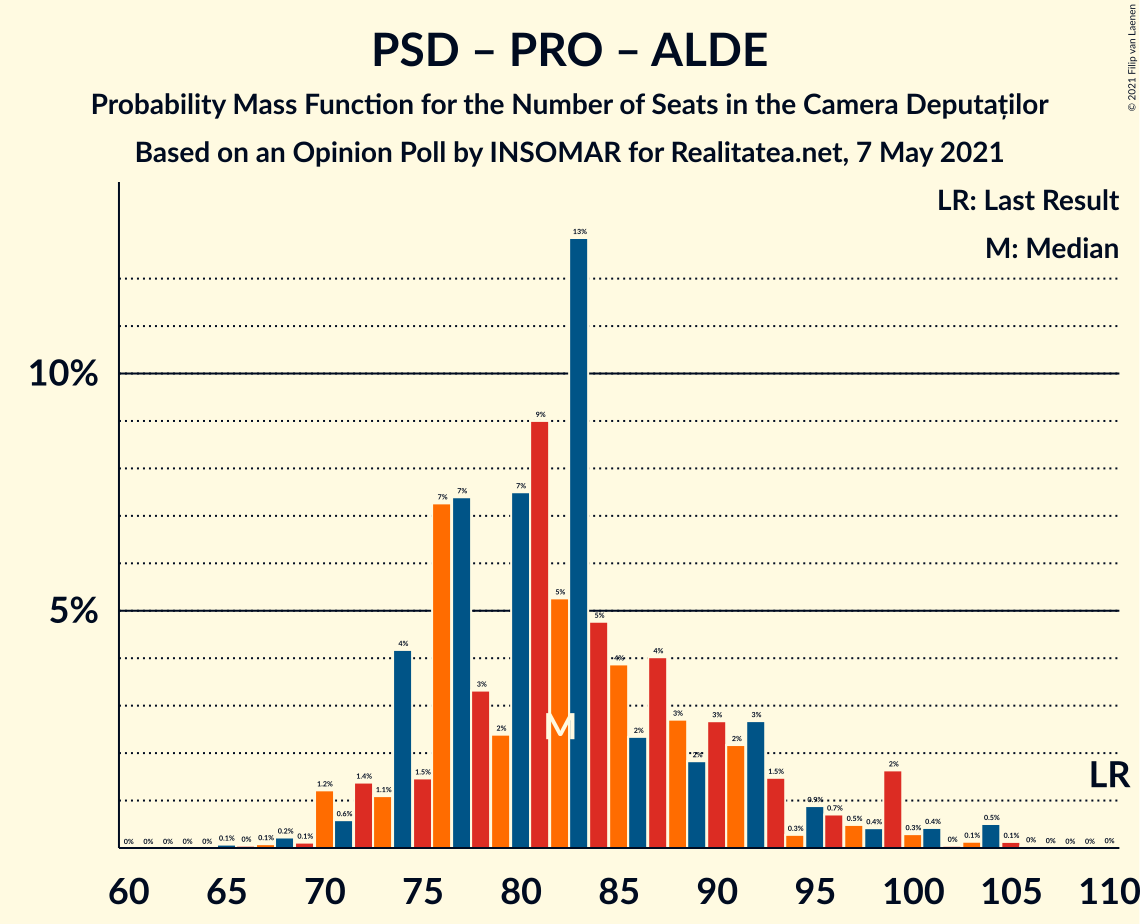 © 2021 Filip van Laenen
PSD – PRO – ALDE
Probability Mass Function for the Number of Seats in the Camera Deputaților
Based on an Opinion Poll by INSOMAR for Realitatea.net, 7 May 2021
LR: Last Result
M: Median
10%
5%
0% 0% 0% 0% 0% 0.1% 0% 0.1% 0.2% 0.1% 1.2% 0.6% 1.4% 1.1% 4% 1.5% 7% 7% 3% 2% 7% 9% 5% 13% 5% 4% 2% 4% 3% 2% 3% 2% 3% 1.5% 0.3% 0.9% 0.7% 0.5% 0.4% 2% 0.3% 0.4% 0% 0.1% 0.5% 0.1% 0% 0% 0% 0% 0%
M
LR
60 65 70 75 80 85 90 95 100 105 110